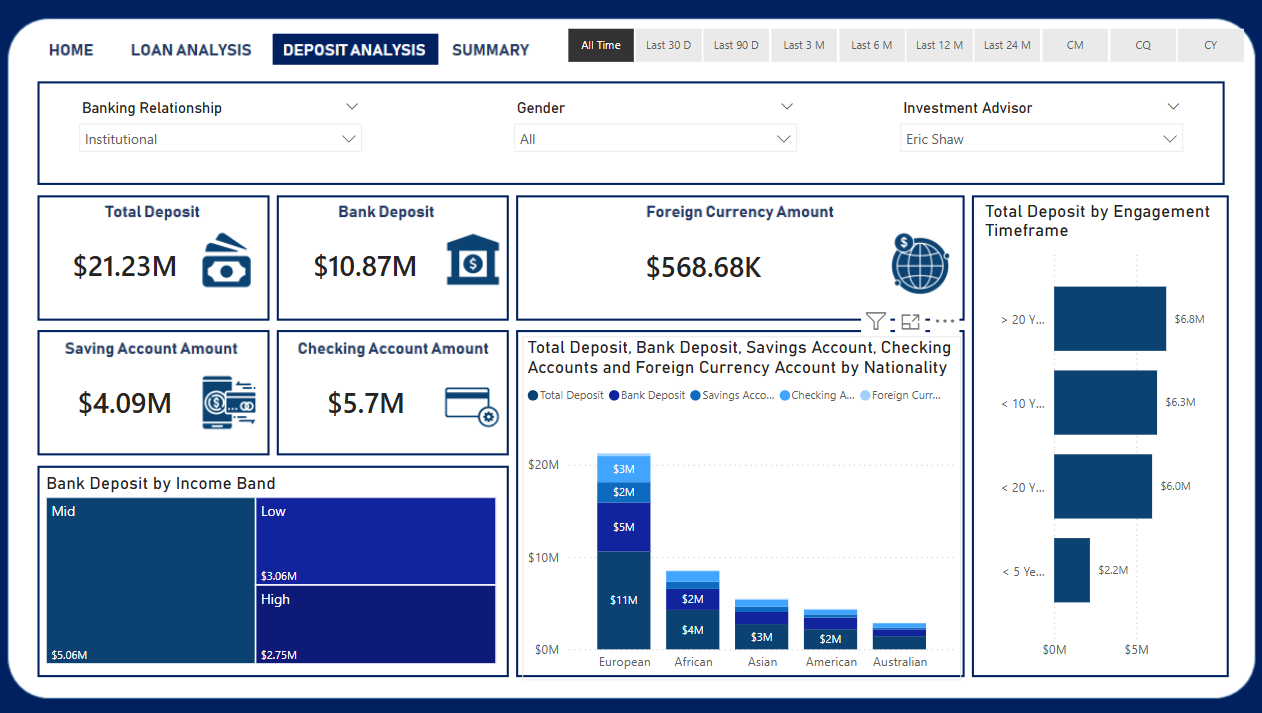 HOME
LOAN ANALYSIS
DEPOSIT ANALYSIS
SUMMARY
All Time
Last 30 D
Last 90 D
Last 3 M
Last 6 M
Last 12 M
Last 24 M
CM
CQ
CY
Banking Relationship
Institutional
Gender
All
Investment Advisor
Eric Shaw
Total Deposit
$21.23M
Bank Deposit
$10.87M
Foreign Currency Amount
$568.68K
Saving Account Amount
$4.09M
Checking Account Amount
$5.7M
Bank Deposit by Income Band
Mid
$5.06M
Low
$3.06M
High
$2.75M
Total Deposit, Bank Deposit, Savings Account, Checking
Accounts and Foreign Currency Account by Nationality
Total Deposit
Bank Deposit
Savings Acco...
Checking A...
Foreign Curr...
$20M
$10M
$0M
$3M
$2M
$5M
$11M
$2M
$4M
$3M
$2M
European
African
Asian
American
Australian
Total Deposit by Engagement
Timeframe
> 20 Y...
$6.8M
< 10 Y...
$6.3M
< 20 Y...
$6.0M
< 5 Ye...
$2.2M
$0M
$5M